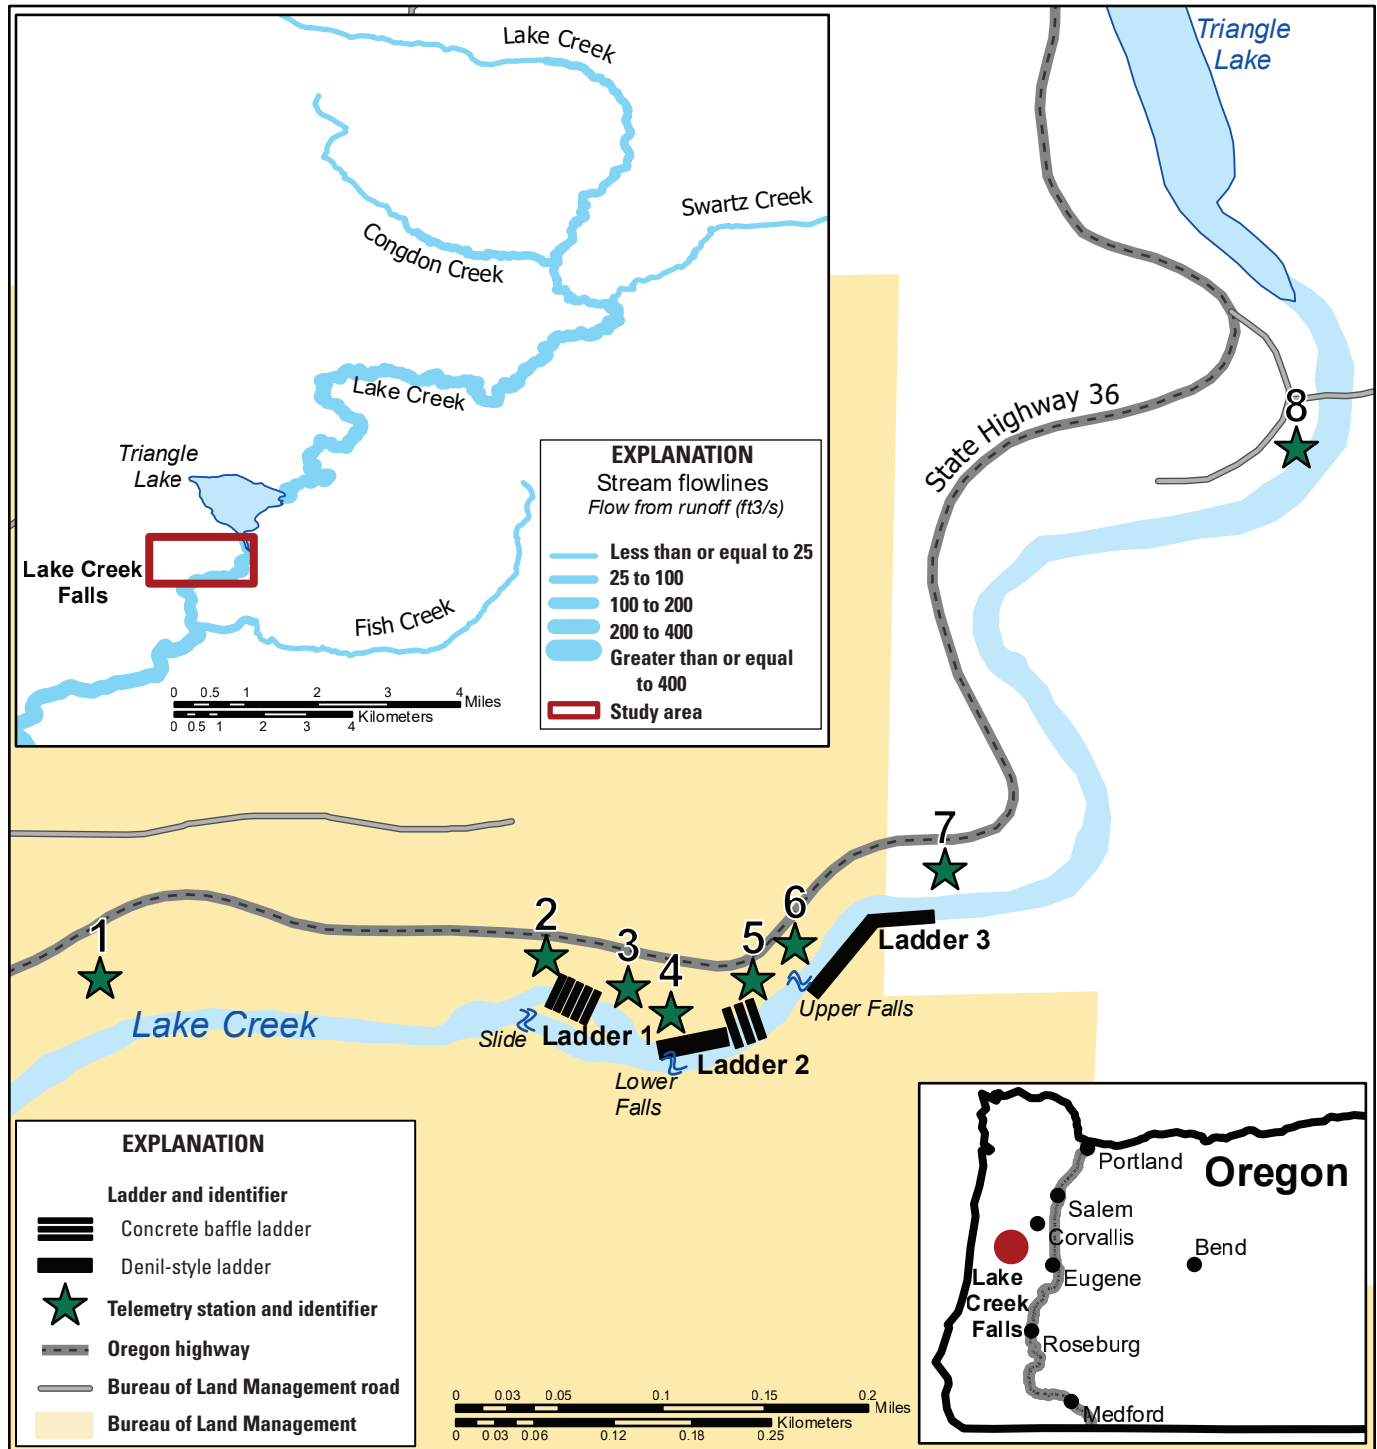 Lake Creek
Swartz Creek
Congdon Creek
Lake Creek
Triangle
Lake
Lake Creek
Falls
Fish Creek
EXPLANATION
Stream flowlines
Flow from runoff (ft3/s)
Less than or equal to 25
25 to 100
100 to 200
200 to 400
Greater than or equal
to 400
Study area
0 0.5 1 2 3 4 Miles
Kilometers
0 0.5 1 2 3 4
Triangle
Lake
State Highway 36
8
7
6
5
4
3
2
1
Ladder 3
Upper Falls
Lake Creek
Slide
Ladder 1
Ladder 2
Lower
Falls
EXPLANATION
Ladder and identifier
Concrete baffle ladder
Denil-style ladder
Telemetry station and identifier
Oregon highway
Bureau of Land Management road
Bureau of Land Management
0 0.03 0.05 0.1 0.15 0.2
Miles
Kilometers
0 0.03 0.06 0.12 0.18 0.25
Oregon
Portland
Salem
Corvallis
Bend
Eugene
Lake
Creek
Falls
Roseburg
Medford